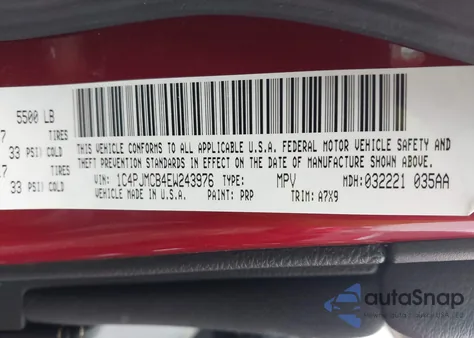 5500 LB
7 TIRES
33 PSI/ COLD
7 TIRES
33 PSI/ COLD
THIS VEHICLE CONFORMS TO ALL APPLICABLE U.S.A. FEDERAL MOTOR VEHICLE SAFETY AND
THEFT PREVENTION STANDARDS IN EFFECT ON THE DATE OF MANUFACTURE SHOWN ABOVE.
VIN: 1C4PJMCB4EW243976 TYPE: MPV MDH: 032221 035AA
VEHICLE MADE IN U.S.A. PAINT: PRP TRIM: A7X9
autoSnap